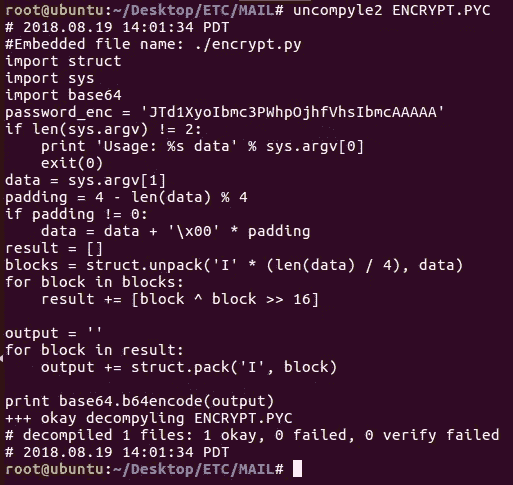 root@ubuntu:~/Desktop/ETC/MAIL# uncompyle2 ENCRYPT.PYC
# 2018.08.19 14:01:34 PDT
#Embedded file name: ./encrypt.py
import struct
import sys
import base64
password_enc = 'JTd1XyoIbmc3PWhpOjhfVhsIbmcAAAAA'
if len(sys.argv) != 2:
    print 'Usage: %s data' % sys.argv[0]
    exit(0)
data = sys.argv[1]
padding = 4 - len(data) % 4
if padding != 0:
    data = data + '\x00' * padding
result = []
blocks = struct.unpack('I' * (len(data) / 4), data)
for block in blocks:
    result += [block ^ block >> 16]

output = ''
for block in result:
    output += struct.pack('I', block)

print base64.b64encode(output)
+++ okay decompyling ENCRYPT.PYC
# decompiled 1 files: 1 okay, 0 failed, 0 verify failed
# 2018.08.19 14:01:34 PDT
root@ubuntu:~/Desktop/ETC/MAIL#